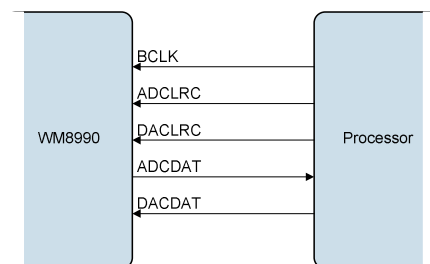 BCLK
ADCLRC
DACLRC
WM8990
Processor
ADCDAT
DACDAT